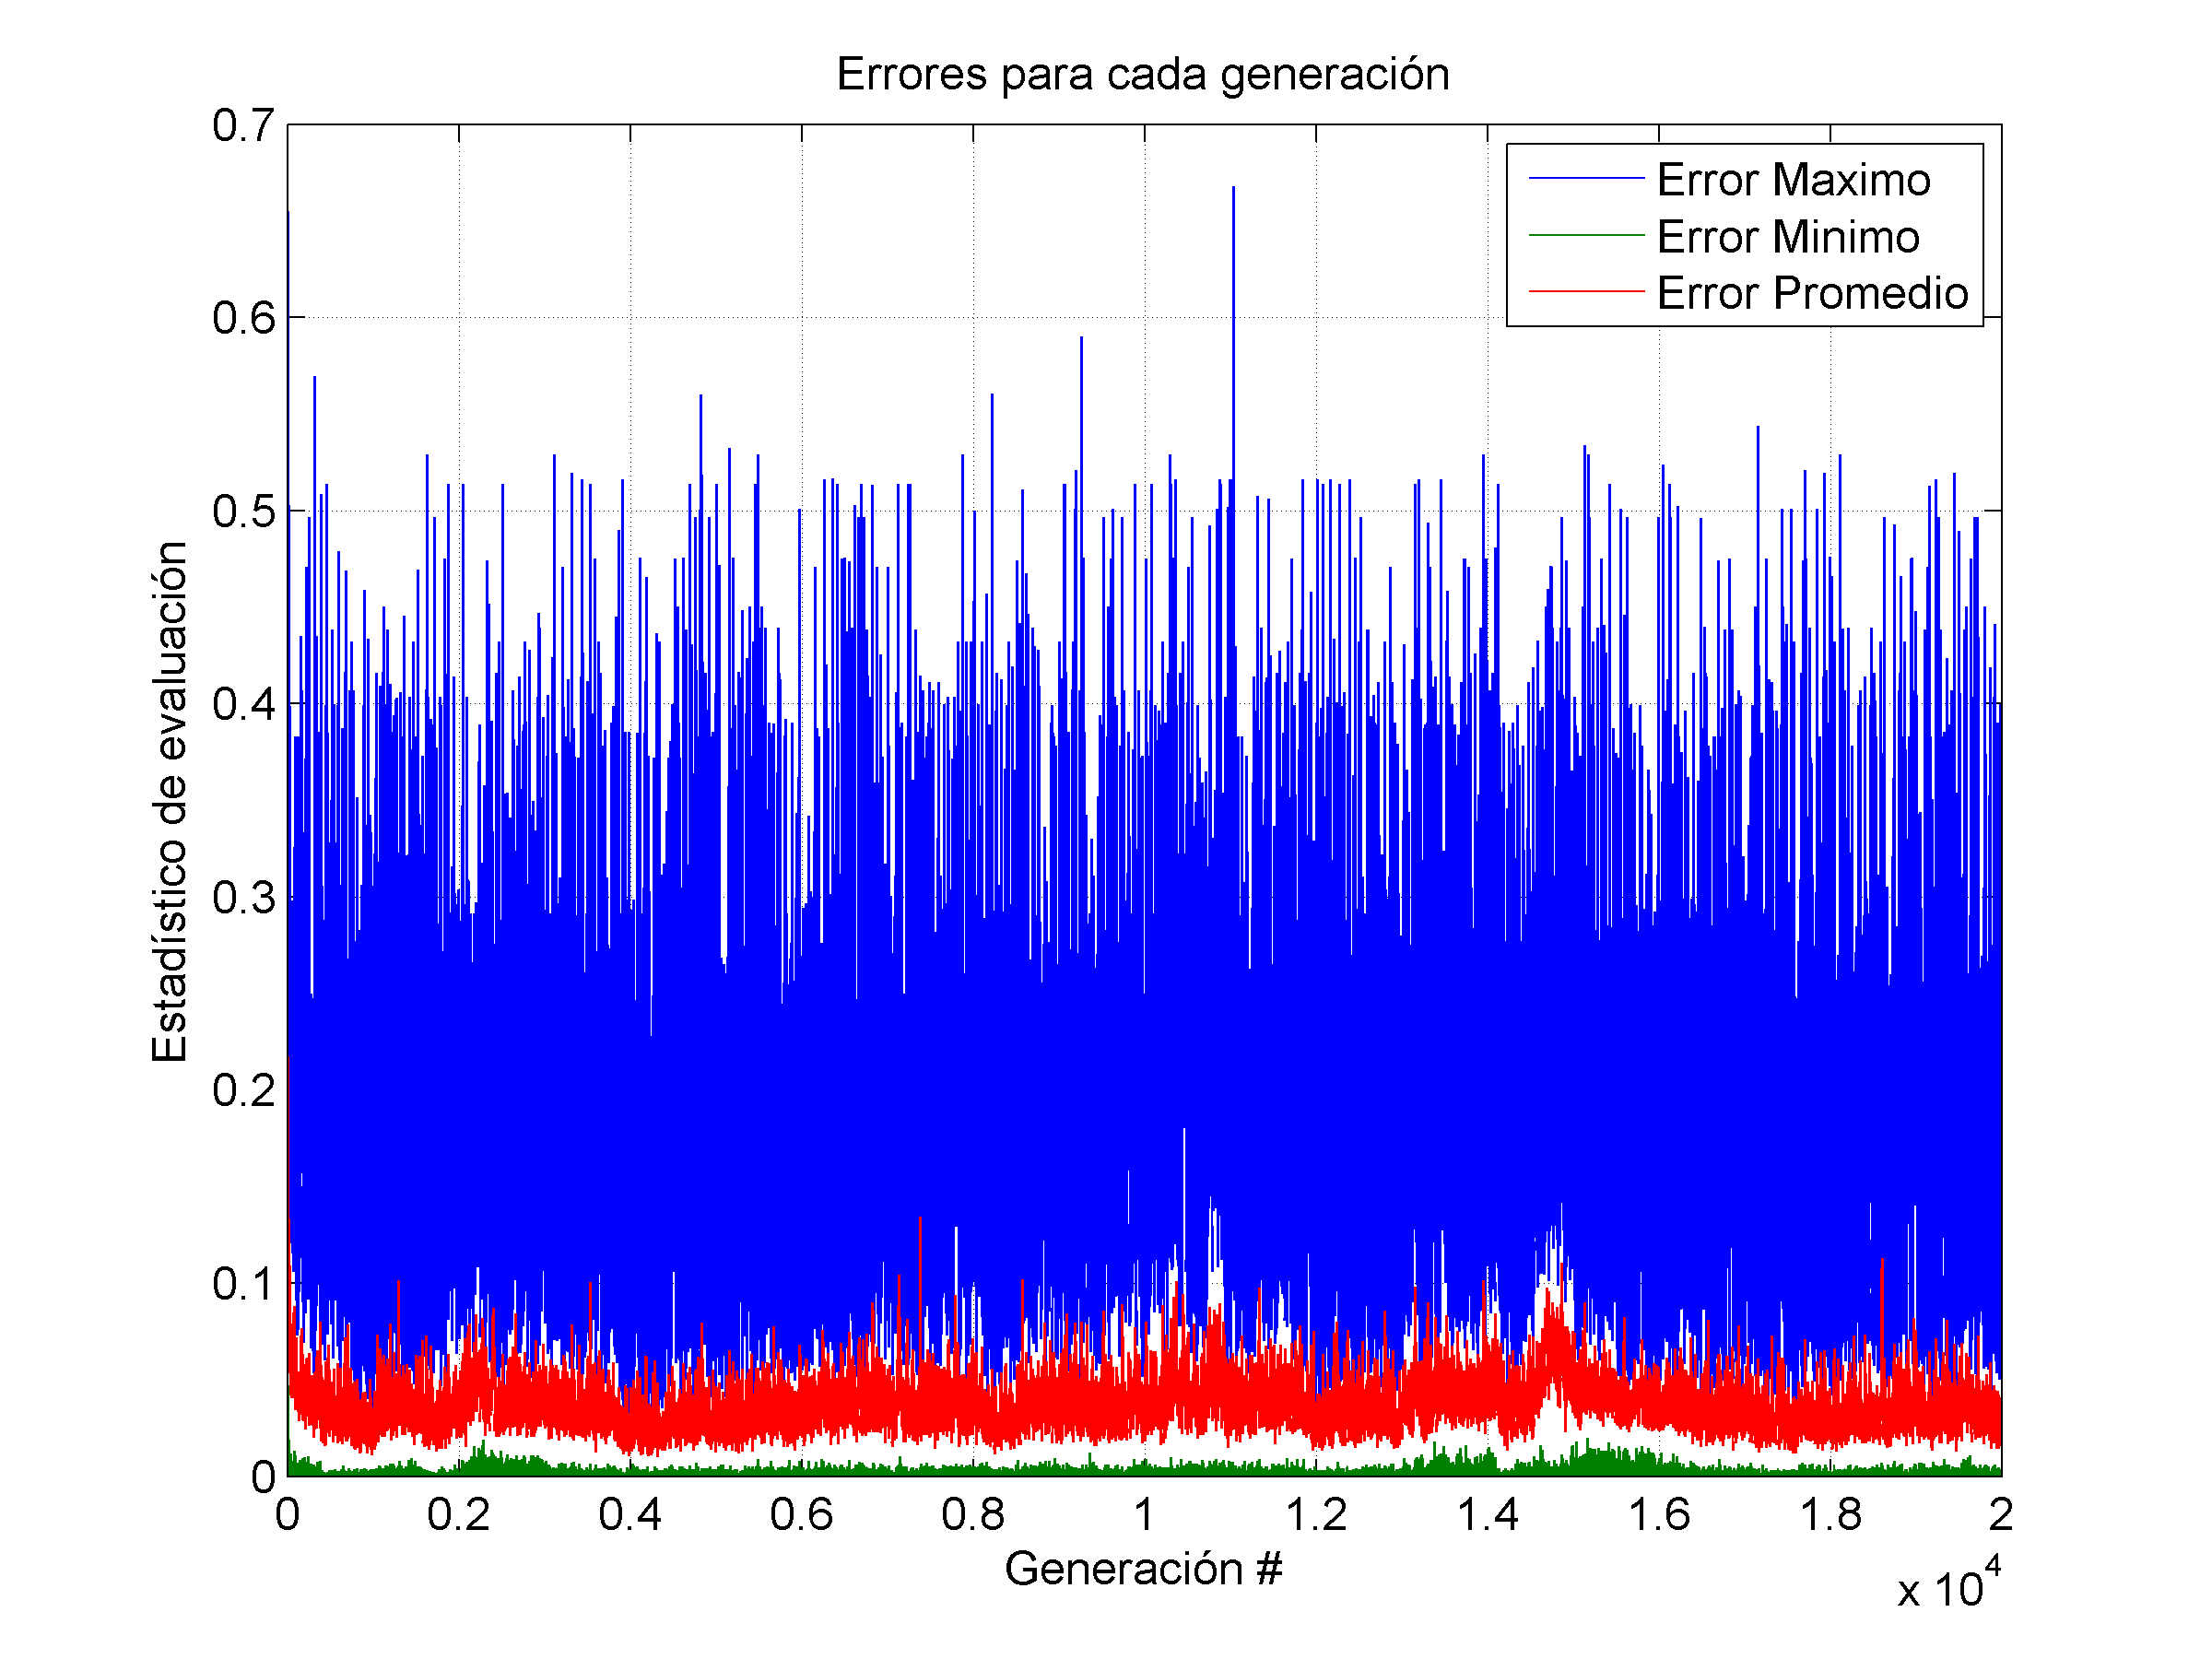 Errores para cada generación
Error Maximo
Error Minimo
Error Promedio
Estadístico de evaluación
0.7
0.6
0.5
0.4
0.3
0.2
0.1
0
0 0.2 0.4 0.6 0.8 1 1.2 1.4 1.6 1.8 2
Generación #
x 10^4